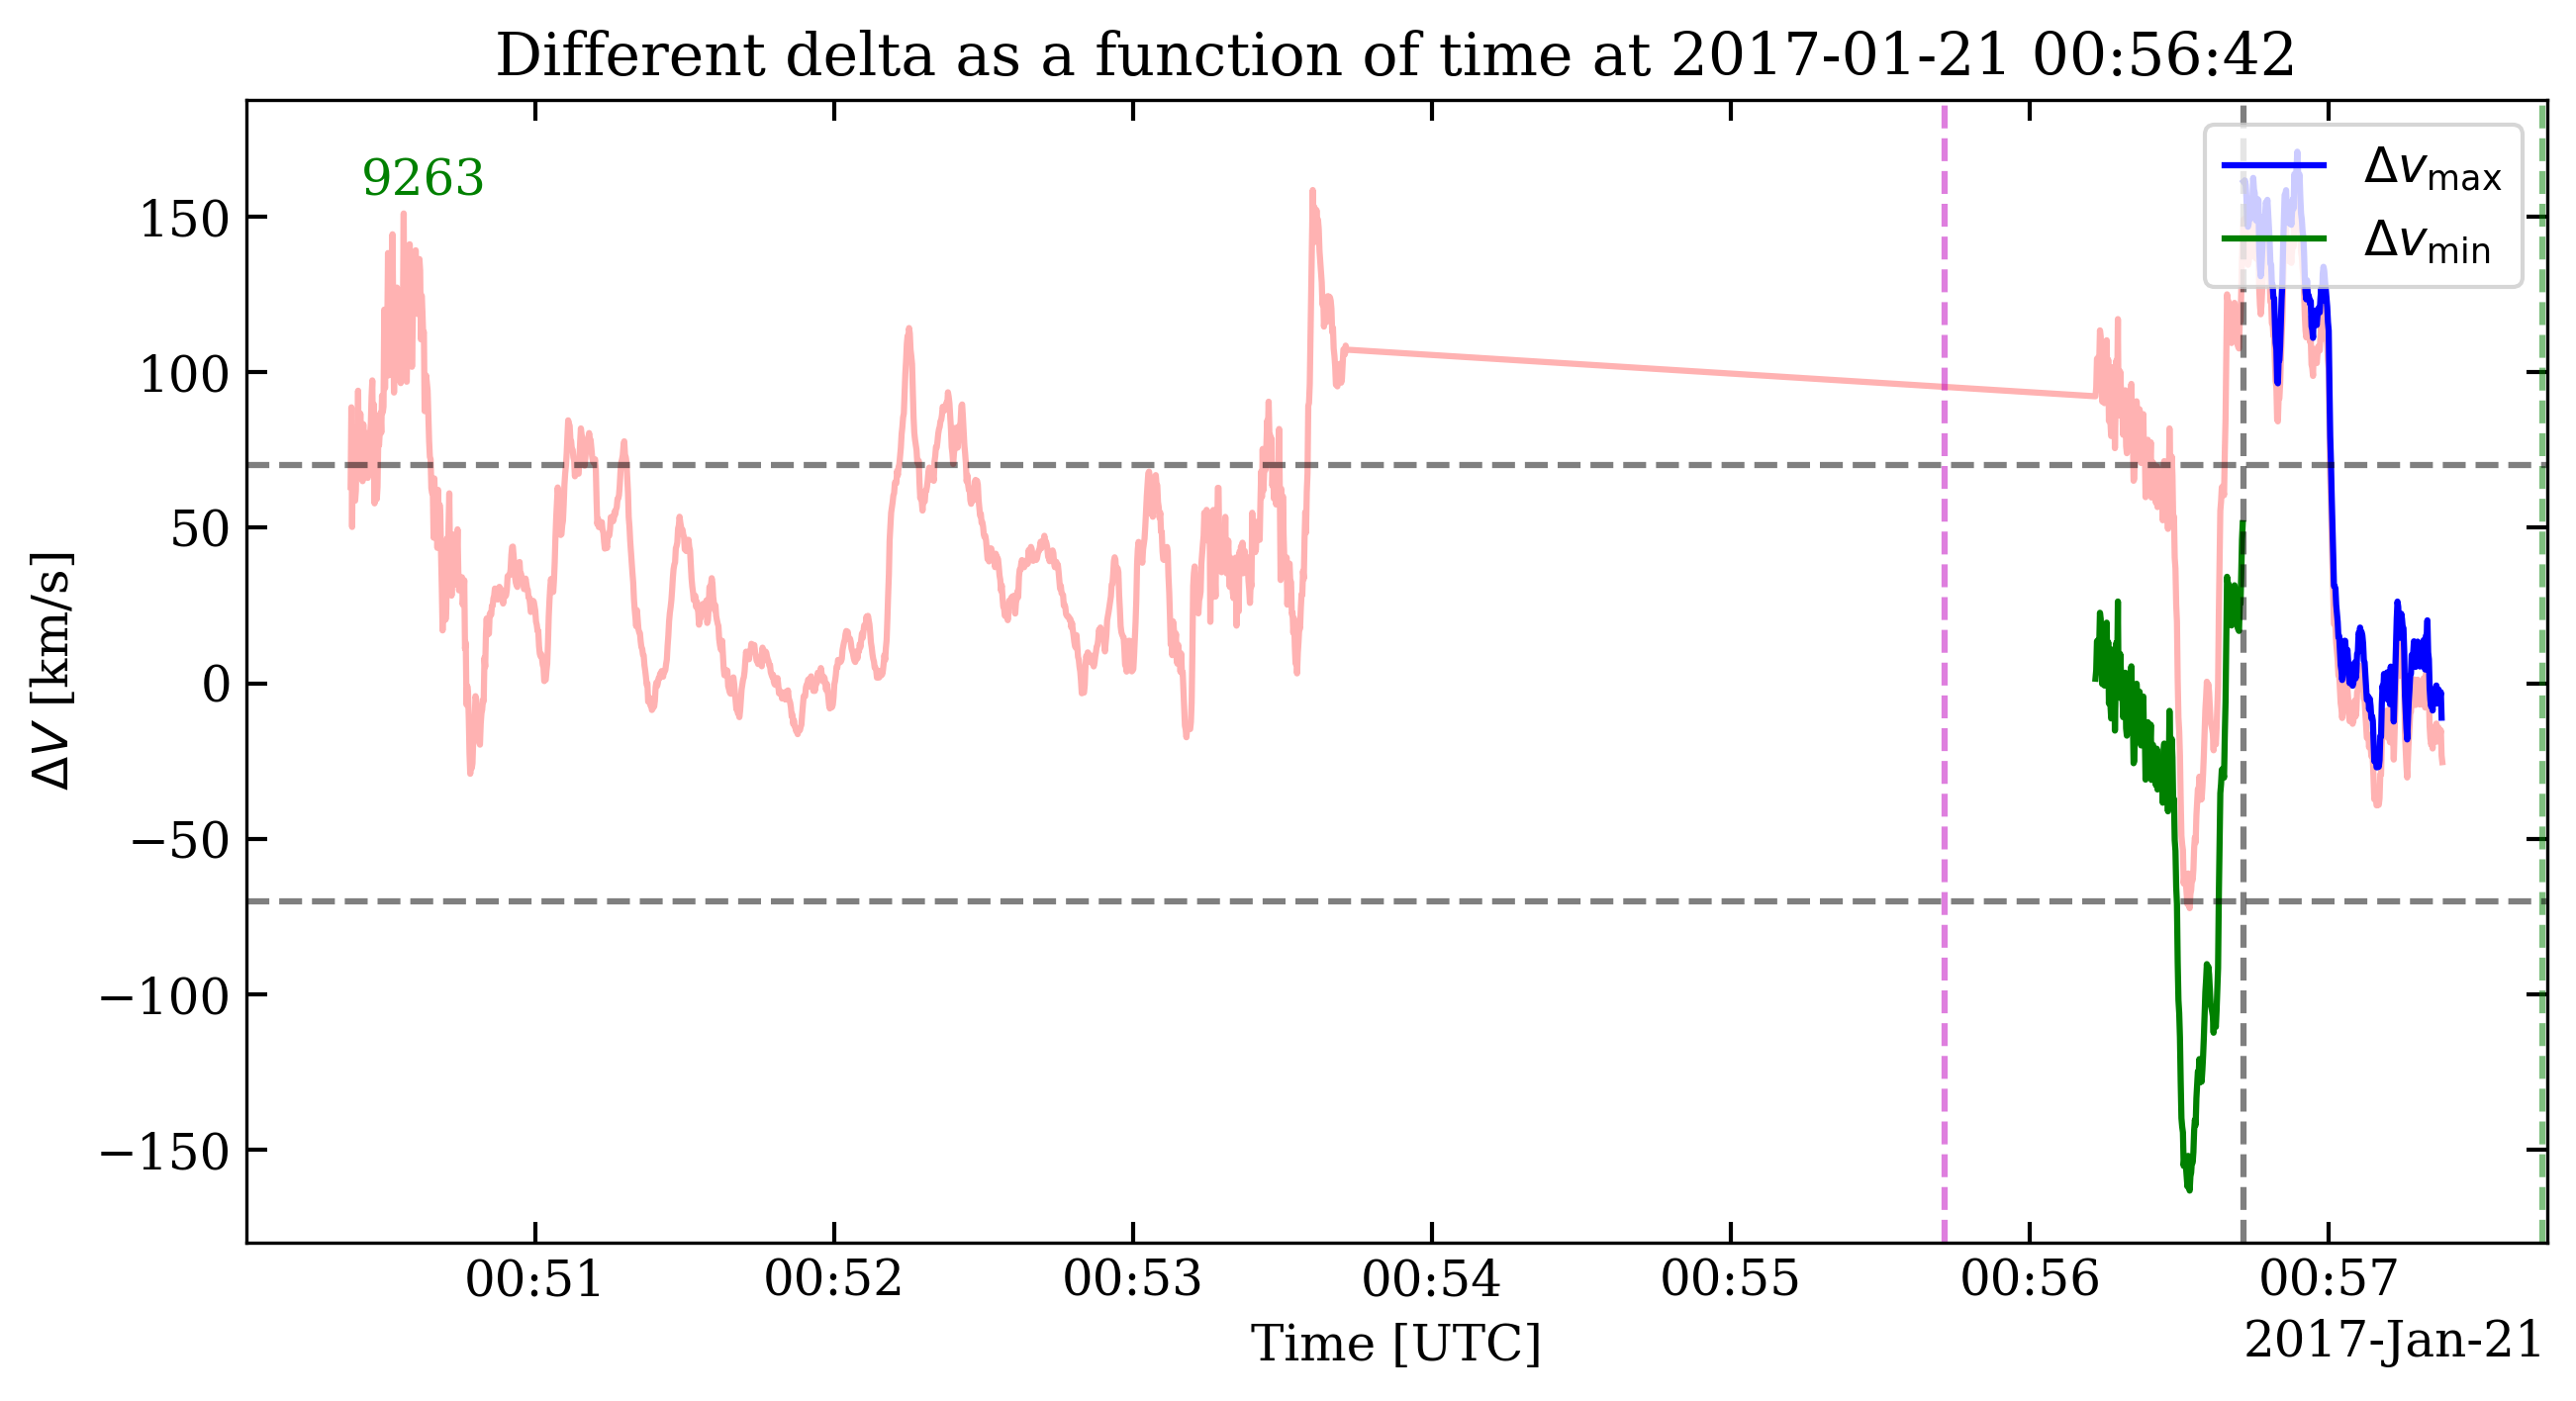 Different delta as a function of time at 2017-01-21 00:56:42
9263
Δv_max
Δv_min
150
100
50
0
−50
−100
−150
ΔV [km/s]
00:51 00:52 00:53 00:54 00:55 00:56 00:57
Time [UTC]
2017-Jan-21